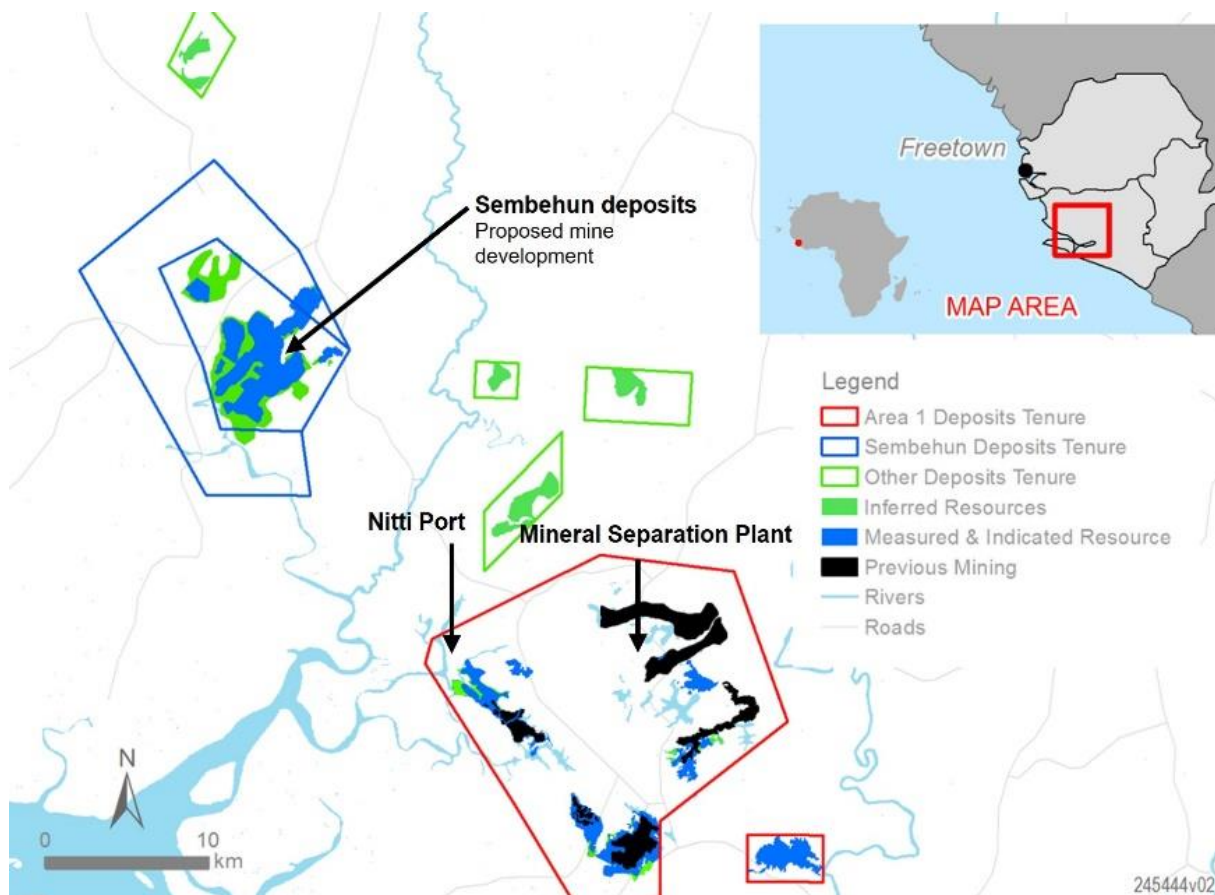 Freetown
MAP AREA
Sembehun deposits
Proposed mine
development
Legend
Area 1 Deposits Tenure
Sembehun Deposits Tenure
Other Deposits Tenure
Inferred Resources
Measured & Indicated Resource
Previous Mining
Rivers
Roads
Nitti Port
Mineral Separation Plant
N
0 10
km
245444v02